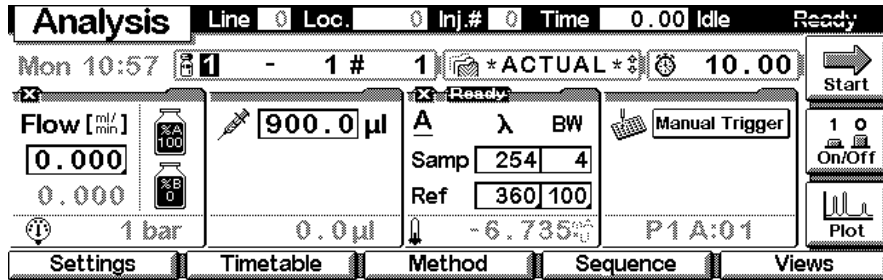 Analysis Line 0 Loc. 0 Inj.# 0 Time 0.00 Idle Ready
Mon 10:57 1 - 1 # 1 *ACTUAL* 10.00 Start
X X Ready
Flow [ml/min] %A 100 900.0 µl A λ BW Manual Trigger 1 0
0.000 Samp 254 4 On/Off
0.000 %B 0 Ref 360 100
1 bar 0.0 µl -6.735 P1 A:01 Plot
Settings Timetable Method Sequence Views